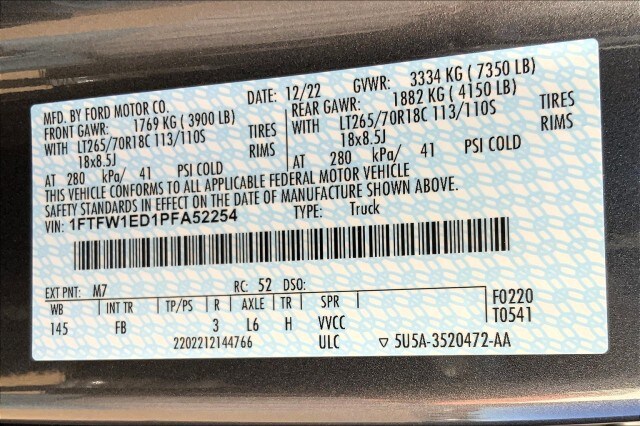 MFD. BY FORD MOTOR CO. DATE: 12/22 GVWR: 3334 KG ( 7350 LB)
FRONT GAWR: 1769 KG (3900 LB) REAR GAWR: 1882 KG ( 4150 LB)
WITH LT265/70R18C 113/110S TIRES WITH LT265/70R18C 113/110S TIRES
18x8.5J RIMS 18x8.5J RIMS
AT 280 kPa/ 41 PSI COLD AT 280 kPa/ 41 PSI COLD
THIS VEHICLE CONFORMS TO ALL APPLICABLE FEDERAL MOTOR VEHICLE
SAFETY STANDARDS IN EFFECT ON THE DATE OF MANUFACTURE SHOWN ABOVE.
VIN: 1FTFW1ED1PFA52254 TYPE: Truck
EXT PNT: M7 RC: 52 DSO:
WB INT TR TP/PS R AXLE TR SPR F0220
145 FB 3 L6 H VVCC T0541
2202212144766 ULC ▽ 5U5A-3520472-AA